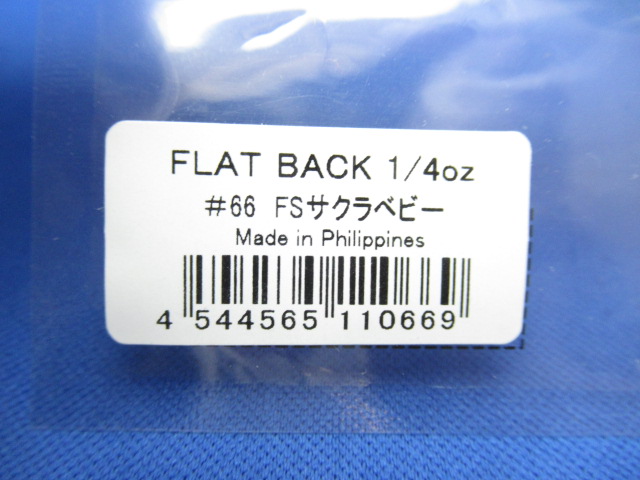 FLAT BACK 1/4oz
#66 FSサクラベビー
Made in Philippines
4 544565 110669